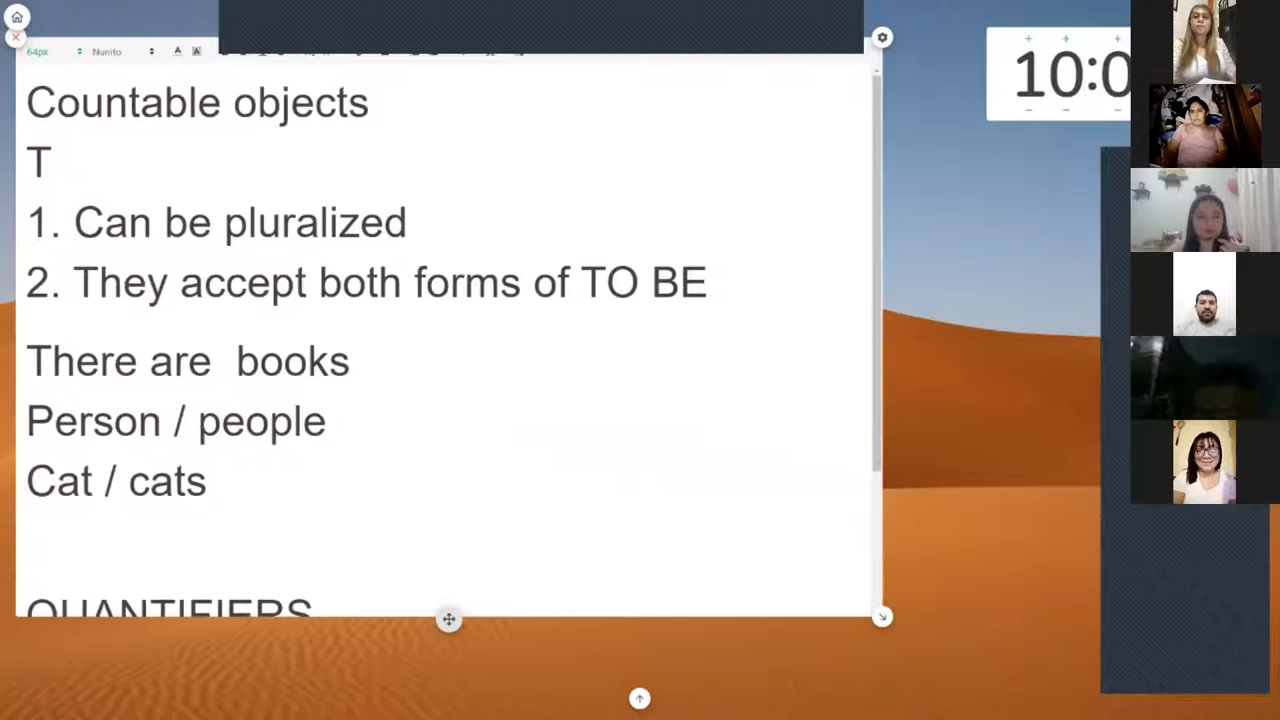 64px Nunito A A
10:0
Countable objects
T
1. Can be pluralized
2. They accept both forms of TO BE
There are books
Person / people
Cat / cats
QUANTIFIERS